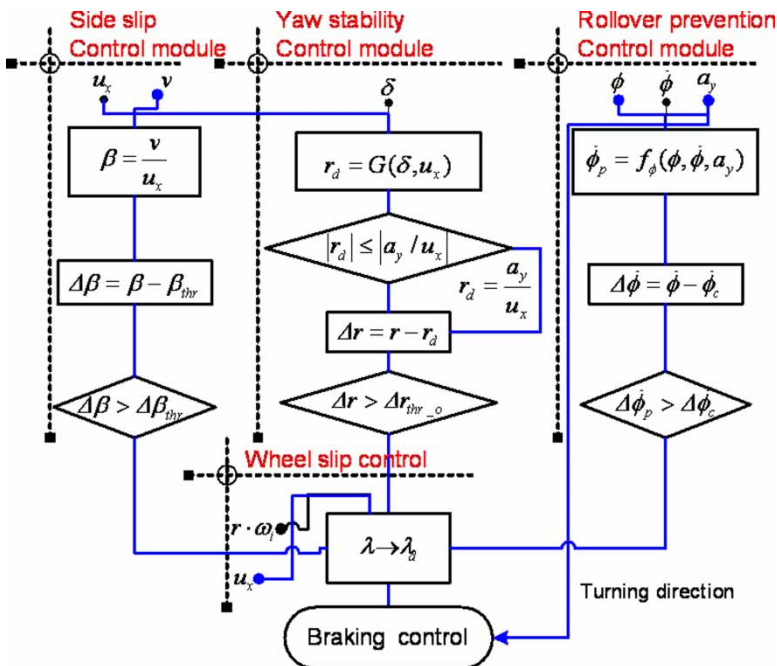 Side slip
Control module
Yaw stability
Control module
Rollover prevention
Control module
u_x
v
δ
ϕ
ϕ̇
a_y
β = v / u_x
r_d = G(δ, u_x)
ϕ̇_p = f_ϕ(ϕ, ϕ̇, a_y)
|r_d| ≤ |a_y / u_x|
r_d = a_y / u_x
Δβ = β − β_thr
Δr = r − r_d
Δϕ̇ = ϕ̇ − ϕ̇_c
Δβ > Δβ_thr
Δr > Δr_thr_o
Δϕ̇_p > Δϕ̇_c
Wheel slip control
r · ω_i
u_x
λ → λ_d
Turning direction
Braking control